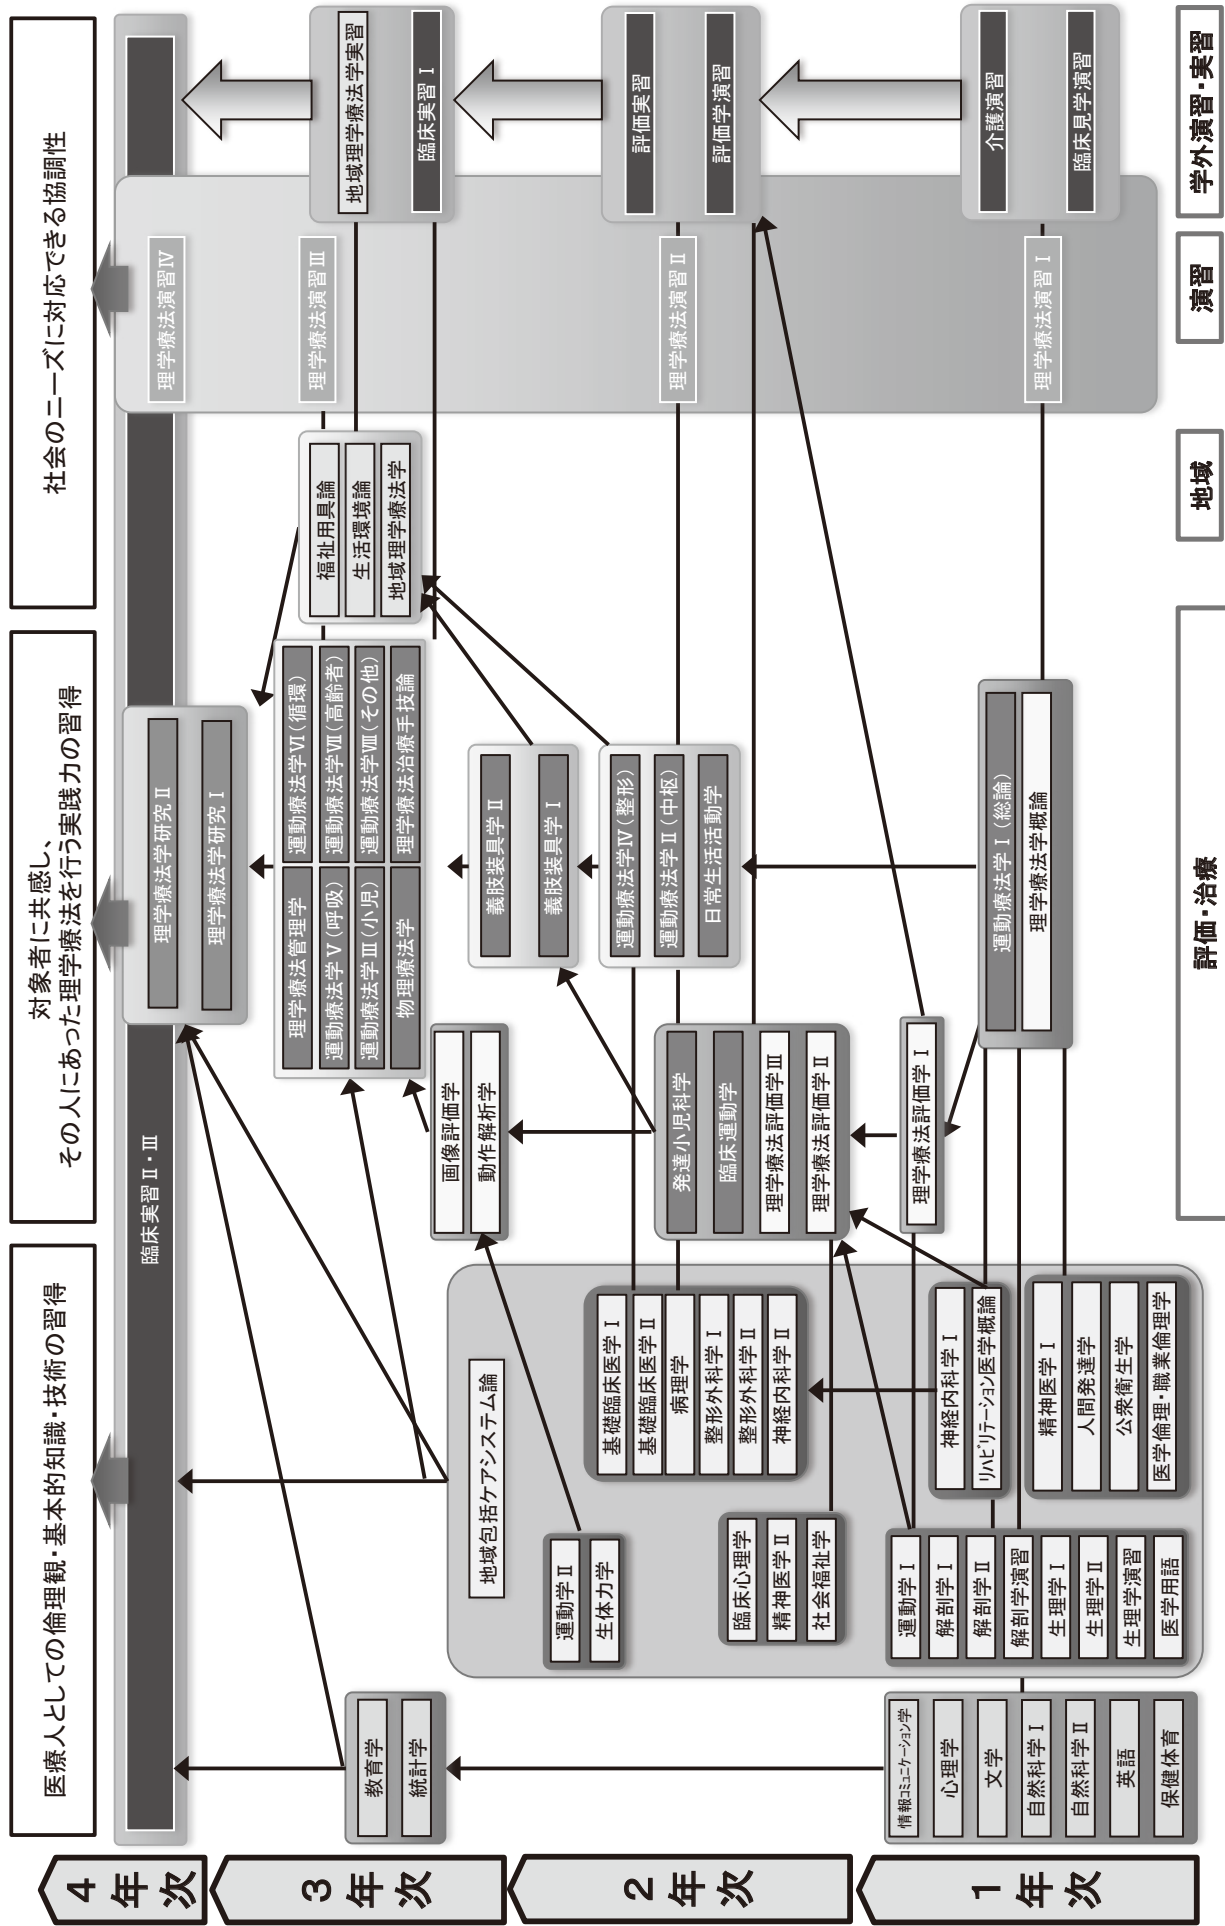 医療人としての倫理観・基本的知識・技術の習得
対象者に共感し、
その人にあった理学療法を行う実践力の習得
社会のニーズに対応できる協調性
4年次
臨床実習Ⅱ・Ⅲ
理学療法学研究Ⅱ
理学療法学研究Ⅰ
理学療法演習Ⅳ
3年次
教育学
統計学
地域包括ケアシステム論
画像評価学
動作解析学
理学療法管理学
運動療法学Ⅵ(循環)
運動療法学Ⅴ(呼吸)
運動療法学Ⅶ(高齢者)
運動療法学Ⅲ(小児)
運動療法学Ⅷ(その他)
物理療法学
理学療法治療手技論
義肢装具学Ⅱ
義肢装具学Ⅰ
福祉用具論
生活環境論
地域理学療法学
理学療法演習Ⅲ
地域理学療法学実習
臨床実習Ⅰ
2年次
運動学Ⅱ
生体力学
基礎臨床医学Ⅰ
基礎臨床医学Ⅱ
病理学
整形外科学Ⅰ
整形外科学Ⅱ
神経内科学Ⅱ
臨床心理学
精神医学Ⅱ
社会福祉学
発達小児科学
臨床運動学
理学療法評価学Ⅲ
理学療法評価学Ⅱ
運動療法学Ⅳ(整形)
運動療法学Ⅱ(中枢)
日常生活活動学
理学療法演習Ⅱ
評価実習
評価学演習
1年次
情報コミュニケーション学
心理学
文学
自然科学Ⅰ
自然科学Ⅱ
英語
保健体育
運動学Ⅰ
解剖学Ⅰ
解剖学Ⅱ
解剖学演習
生理学Ⅰ
生理学Ⅱ
生理学演習
医学用語
神経内科学Ⅰ
リハビリテーション医学概論
精神医学Ⅰ
人間発達学
公衆衛生学
医学倫理・職業倫理学
理学療法評価学Ⅰ
運動療法学Ⅰ(総論)
理学療法学概論
理学療法演習Ⅰ
介護演習
臨床見学演習
評価・治療
地域
演習
学外演習・実習